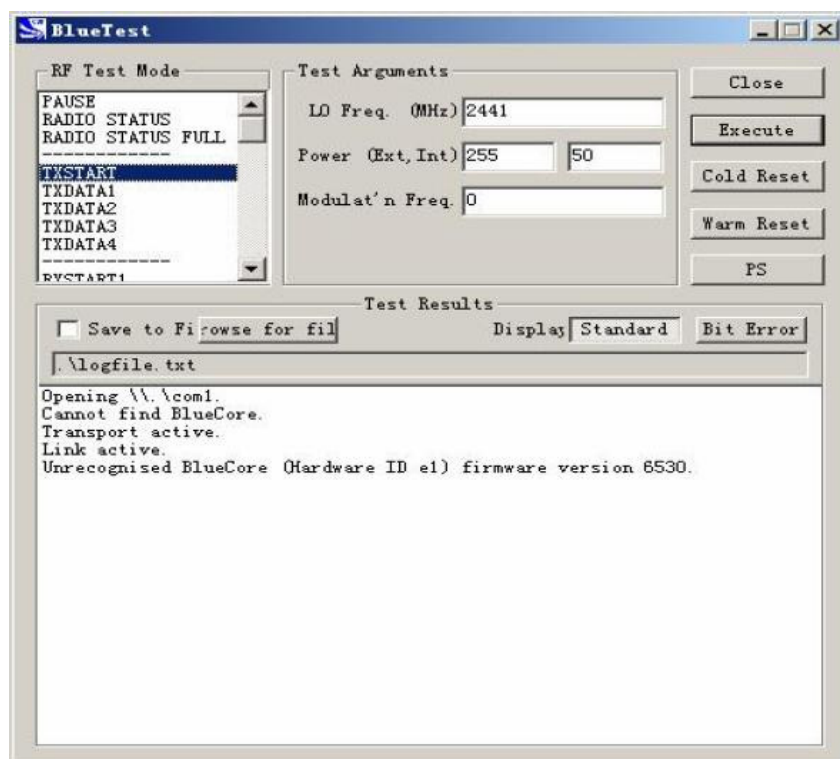 BlueTest
RF Test Mode
PAUSE
RADIO STATUS
RADIO STATUS FULL
------------
TXSTART
TXDATA1
TXDATA2
TXDATA3
TXDATA4
------------
RXSTART1
Test Arguments
LO Freq. (MHz) 2441
Power (Ext,Int) 255 50
Modulat'n Freq. 0
Close
Execute
Cold Reset
Warm Reset
PS
Test Results
Save to Fi rowse for fil Display Standard Bit Error
.\logfile.txt
Opening \\.\com1.
Cannot find BlueCore.
Transport active.
Link active.
Unrecognised BlueCore (Hardware ID e1) firmware version 6530.